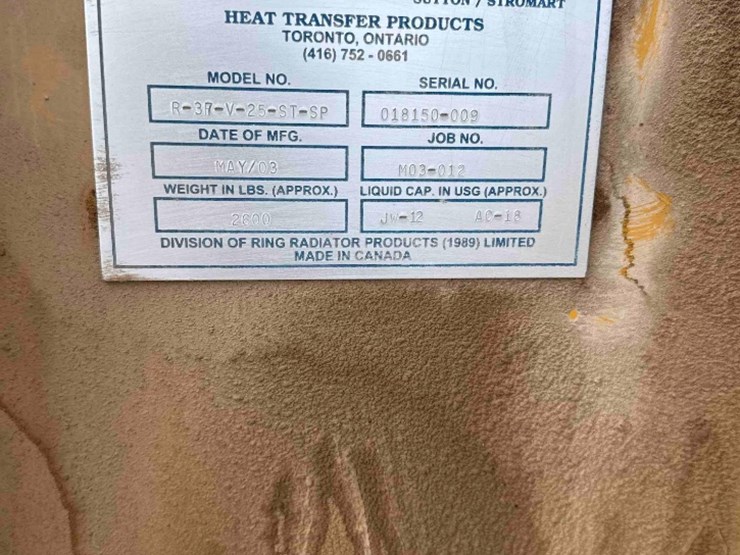 SUTTON / STROMART
HEAT TRANSFER PRODUCTS
TORONTO, ONTARIO
(416) 752 - 0661
MODEL NO. SERIAL NO.
R-37-V-25-ST-SP 018150-009
DATE OF MFG. JOB NO.
MAY/03 M03-012
WEIGHT IN LBS. (APPROX.) LIQUID CAP. IN USG (APPROX.)
JW-12 AC-18
DIVISION OF RING RADIATOR PRODUCTS (1989) LIMITED
MADE IN CANADA